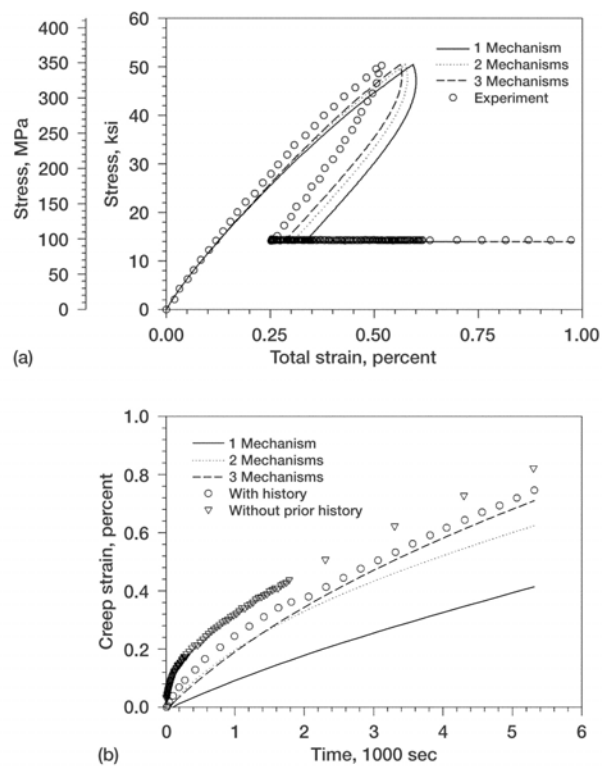 400
350
300
250
200
150
100
50
0
Stress, MPa
60
50
40
30
20
10
0
Stress, ksi
1 Mechanism
2 Mechanisms
3 Mechanisms
Experiment
0.00 0.25 0.50 0.75 1.00
Total strain, percent
(a)
1.0
0.8
0.6
0.4
0.2
0.0
Creep strain, percent
1 Mechanism
2 Mechanisms
3 Mechanisms
With history
Without prior history
0 1 2 3 4 5 6
Time, 1000 sec
(b)